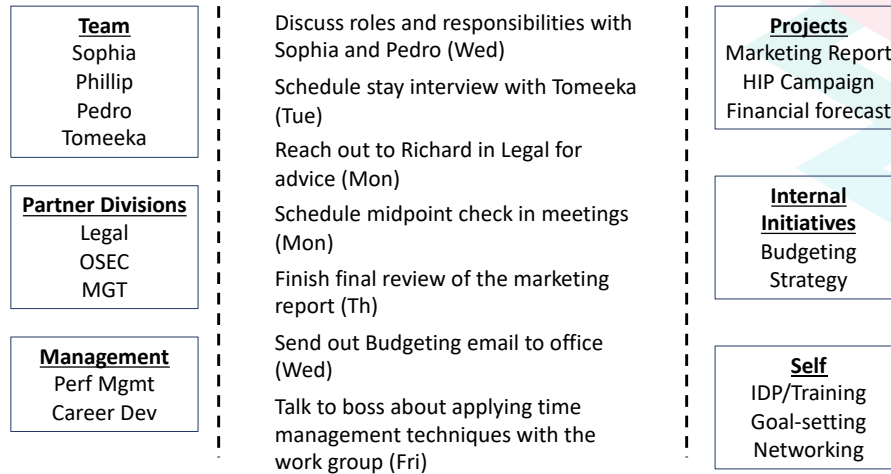 Team
Sophia
Phillip
Pedro
Tomeeka
Partner Divisions
Legal
OSEC
MGT
Management
Perf Mgmt
Career Dev
Discuss roles and responsibilities with
Sophia and Pedro (Wed)
Schedule stay interview with Tomeeka
(Tue)
Reach out to Richard in Legal for
advice (Mon)
Schedule midpoint check in meetings
(Mon)
Finish final review of the marketing
report (Th)
Send out Budgeting email to office
(Wed)
Talk to boss about applying time
management techniques with the
work group (Fri)
Projects
Marketing Report
HIP Campaign
Financial forecast
Internal
Initiatives
Budgeting
Strategy
Self
IDP/Training
Goal-setting
Networking